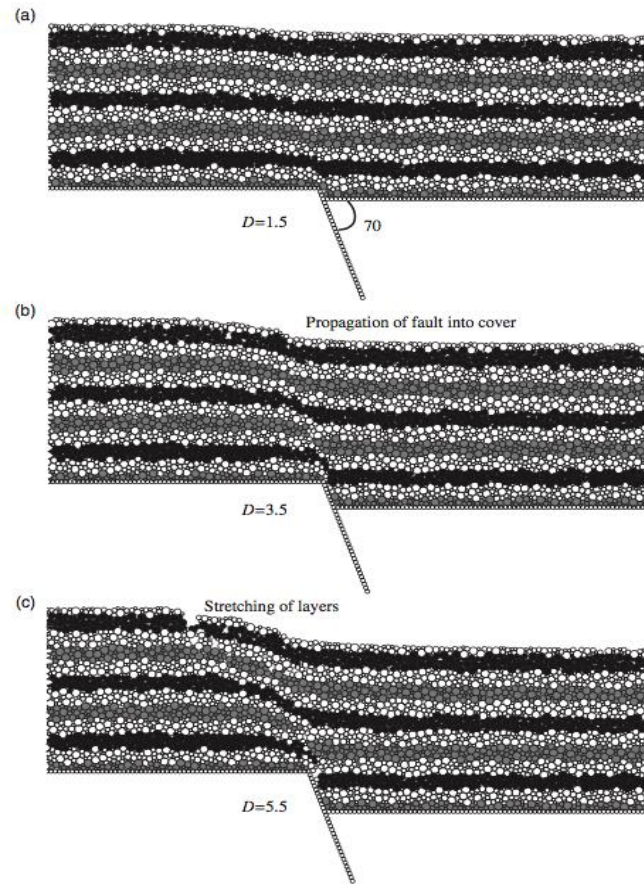 (a)
D=1.5
70
(b)
Propagation of fault into cover
D=3.5
(c)
Stretching of layers
D=5.5